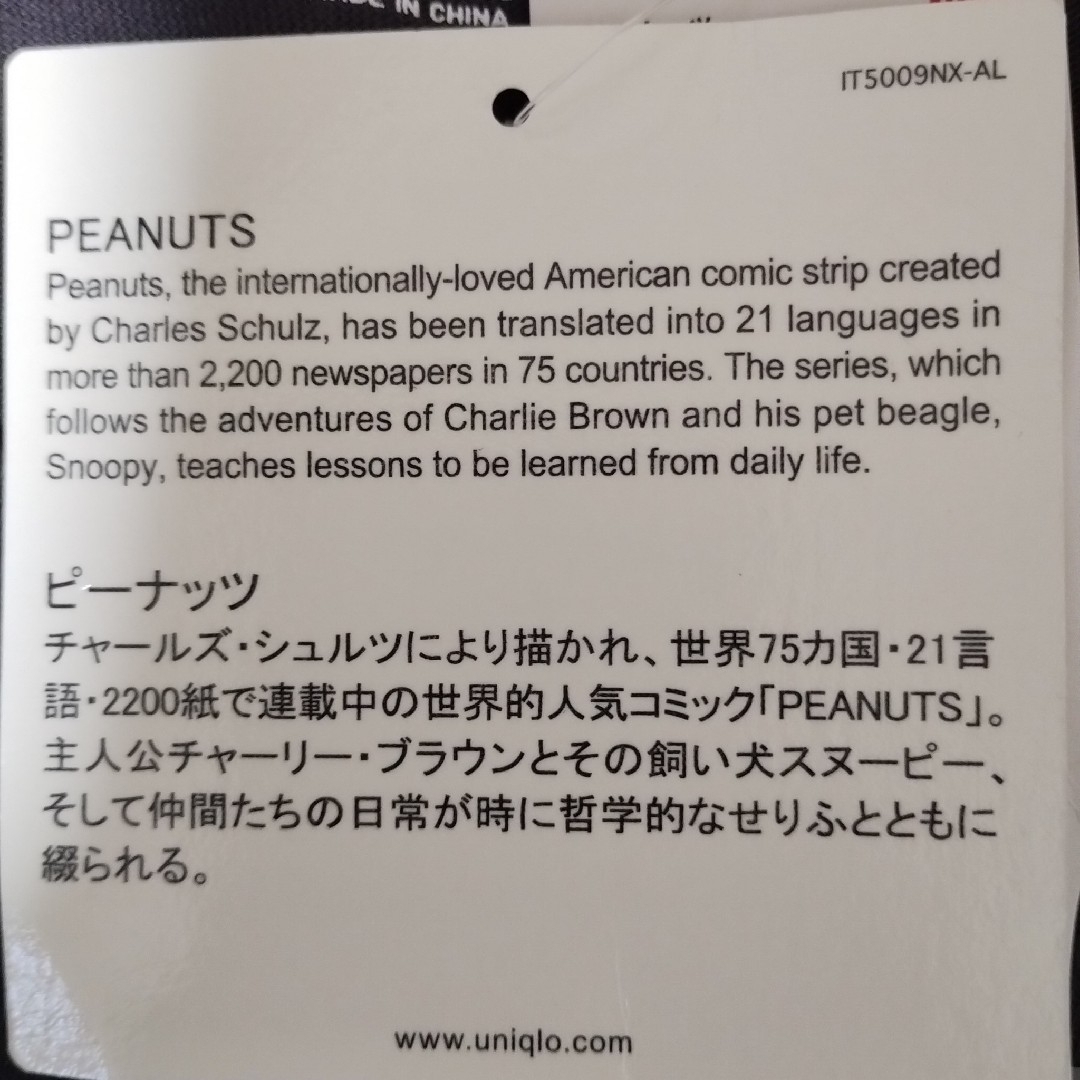 IN CHINA
IT5009NX-AL
PEANUTS
Peanuts, the internationally-loved American comic strip created
by Charles Schulz, has been translated into 21 languages in
more than 2,200 newspapers in 75 countries. The series, which
follows the adventures of Charlie Brown and his pet beagle,
Snoopy, teaches lessons to be learned from daily life.
ピーナッツ
チャールズ・シュルツにより描かれ、世界75カ国・21言
語・2200紙で連載中の世界的人気コミック「PEANUTS」。
主人公チャーリー・ブラウンとその飼い犬スヌーピー、
そして仲間たちの日常が時に哲学的なせりふとともに
綴られる。
www.uniqlo.com